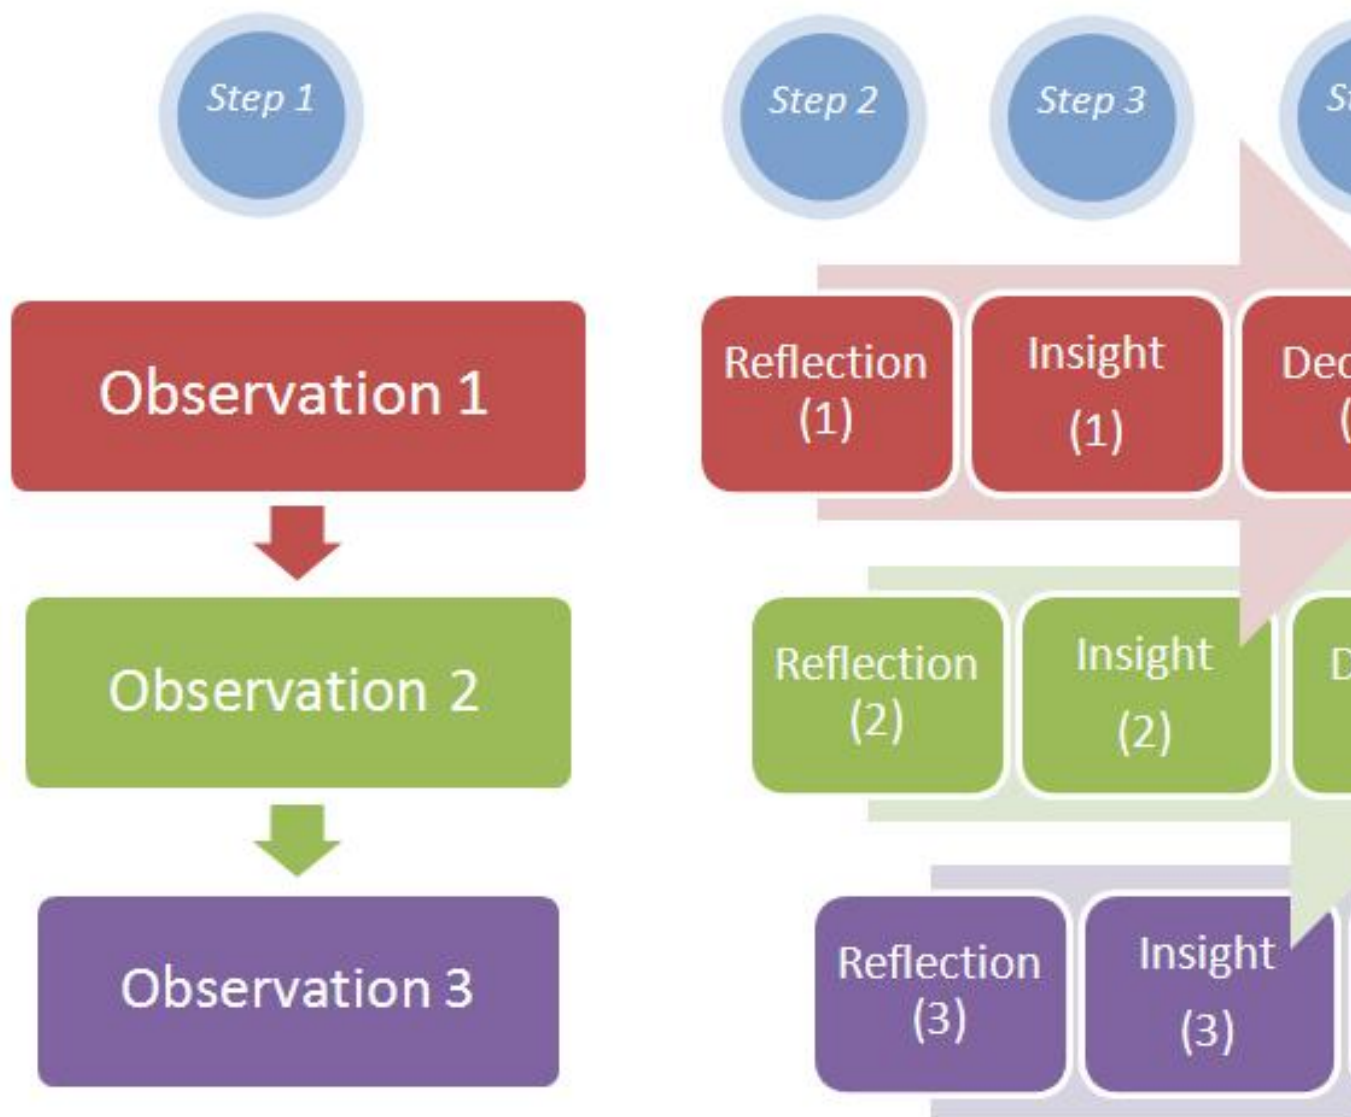 Step 1
Step 2
Step 3
Observation 1
Reflection
(1)
Insight
(1)
Observation 2
Reflection
(2)
Insight
(2)
Observation 3
Reflection
(3)
Insight
(3)